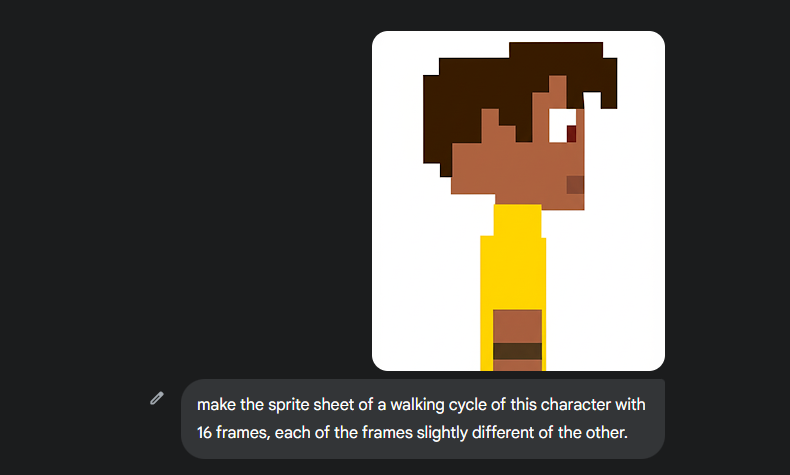 make the sprite sheet of a walking cycle of this character with
16 frames, each of the frames slightly different of the other.